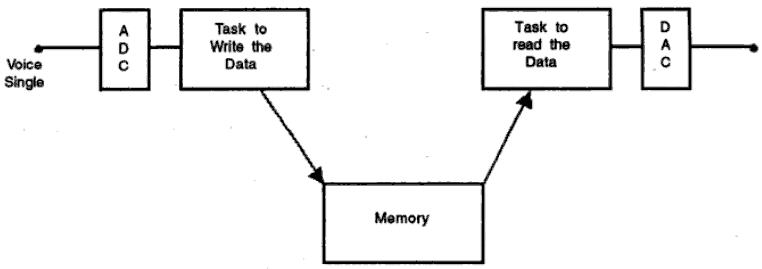 Voice
Single
A
D
C
Task to
Write the
Data
Task to
read the
Data
D
A
C
Memory